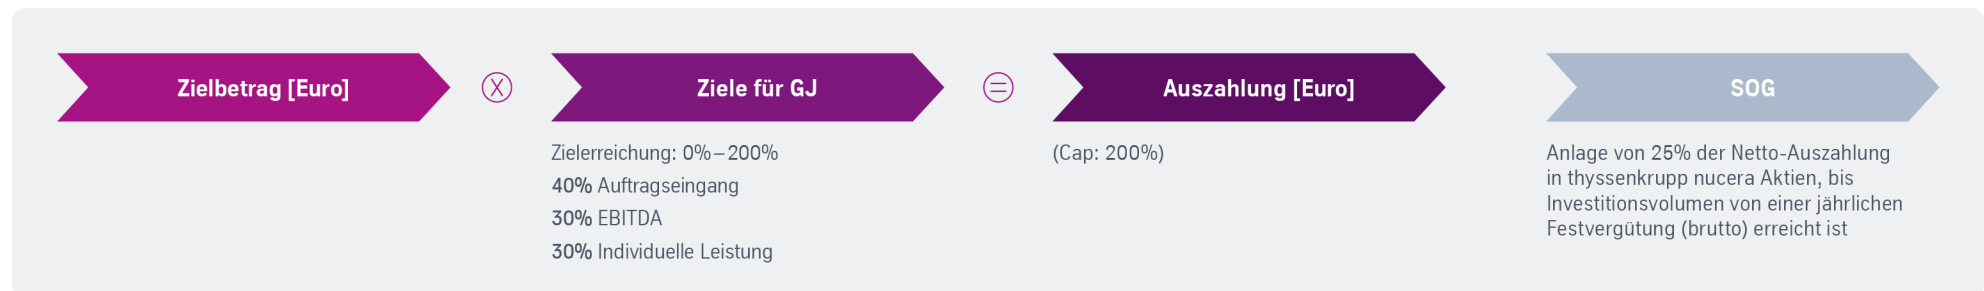 Zielbetrag [Euro]
X
Ziele für GJ
=
Auszahlung [Euro]
SOG
Zielerreichung: 0%–200%
40% Auftragseingang
30% EBITDA
30% Individuelle Leistung
(Cap: 200%)
Anlage von 25% der Netto-Auszahlung
in thyssenkrupp nucera Aktien, bis
Investitionsvolumen von einer jährlichen
Festvergütung (brutto) erreicht ist